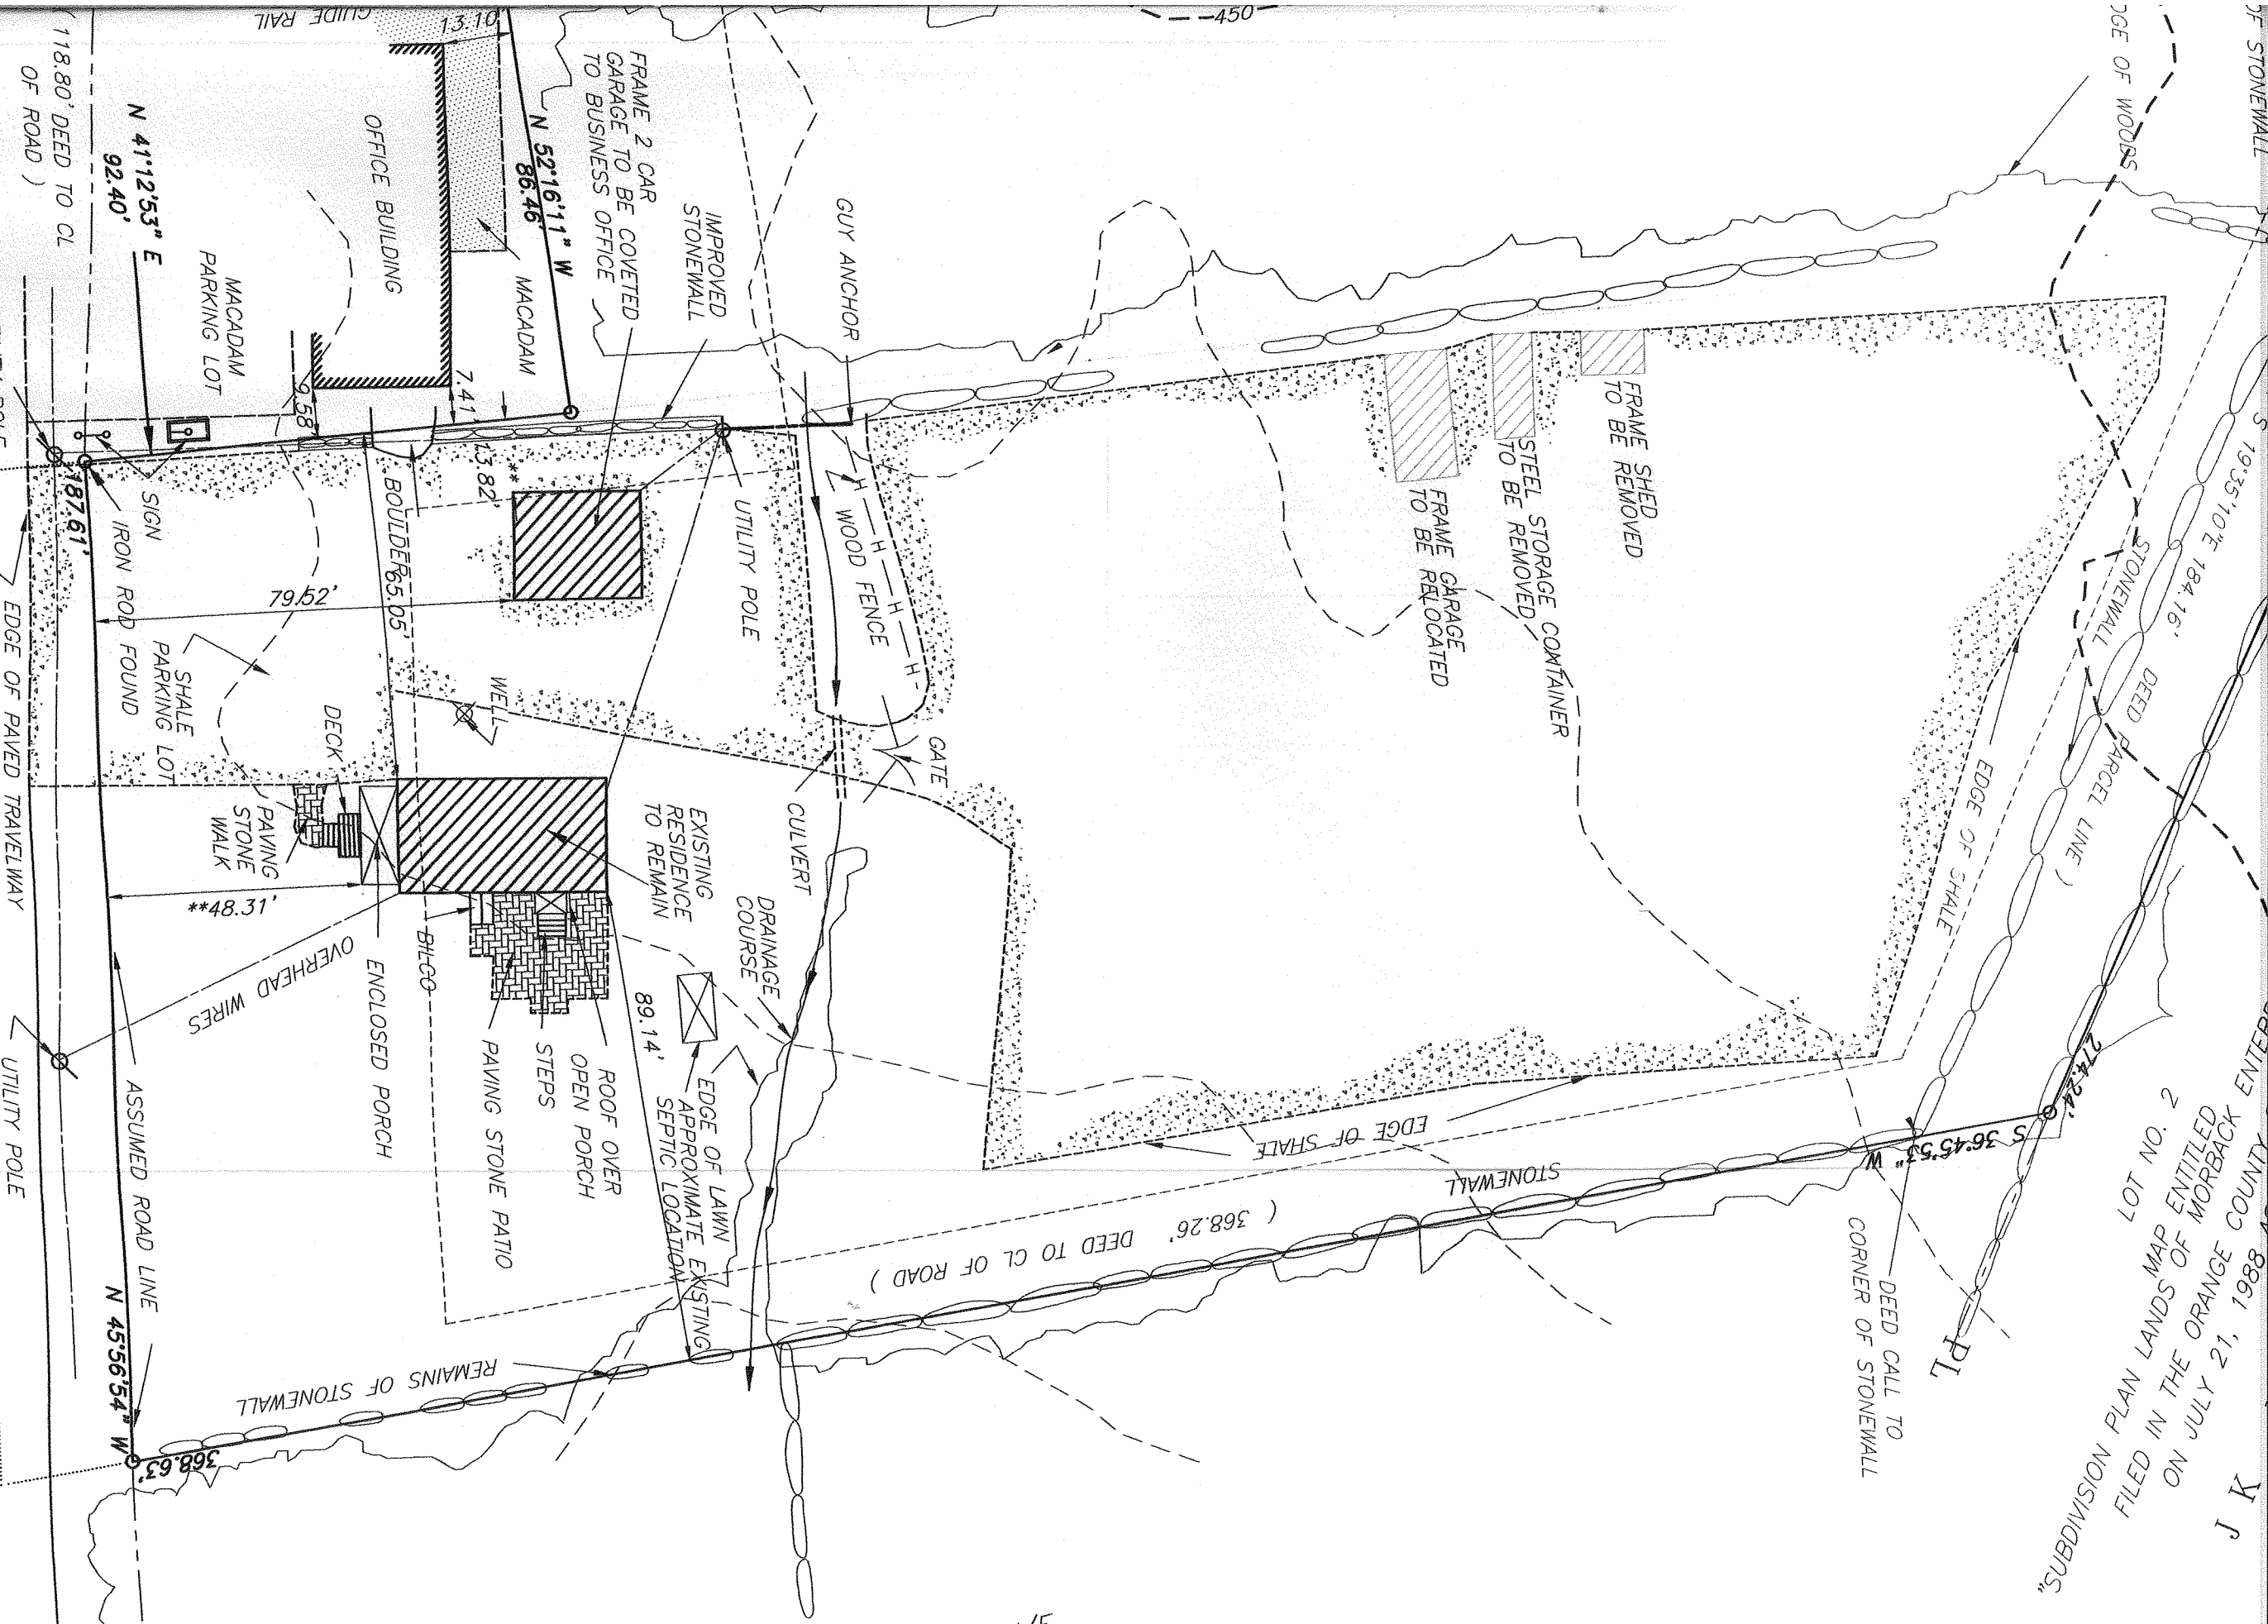 GUIDE RAIL
13.10'
450
OF STONEWALL
DGE OF WOODS
( 118.80' DEED TO CL
OF ROAD )
N 41°12'53" E
92.40'
OFFICE BUILDING
MACADAM
PARKING LOT
N 52°16'11" W
86.46'
MACADAM
FRAME 2 CAR
GARAGE TO BE COVETED
TO BUSINESS OFFICE
IMPROVED
STONEWALL
GUY ANCHOR
9.58'
7.41'
**
13.82'
187.61'
SIGN
IRON ROD FOUND
BOULDER
65.05'
79.52'
SHALE
PARKING LOT
EDGE OF PAVED TRAVELWAY
UTILITY POLE
WOOD FENCE
H H H H
WELL
GATE
CULVERT
DECK
PAVING
STONE
WALK
**48.31'
EXISTING
RESIDENCE
TO REMAIN
DRAINAGE
COURSE
OVERHEAD WIRES
ENCLOSED PORCH
BILCO
PAVING STONE PATIO
STEPS
ROOF OVER
OPEN PORCH
89.14'
EDGE OF LAWN
APPROXIMATE EXISTING
SEPTIC LOCATION
UTILITY POLE
ASSUMED ROAD LINE
N 45°56'54" W
368.63'
REMAINS OF STONEWALL
FRAME SHED
TO BE REMOVED
STEEL STORAGE CONTAINER
TO BE REMOVED
FRAME GARAGE
TO BE RELOCATED
S 19°35'10"E 184.16' DEED PARCEL LINE )
STONEWALL
EDGE OF SHALE
EDGE OF SHALE
STONEWALL
( 368.26' DEED TO CL OF ROAD )
274.24'
S 36°45'53" W
DEED CALL TO
CORNER OF STONEWALL
PL
LOT NO. 2
"SUBDIVISION PLAN LANDS MAP ENTITLED
OF MORBACK ENTERP
FILED IN THE ORANGE COUNTY
ON JULY 21, 1988
J K